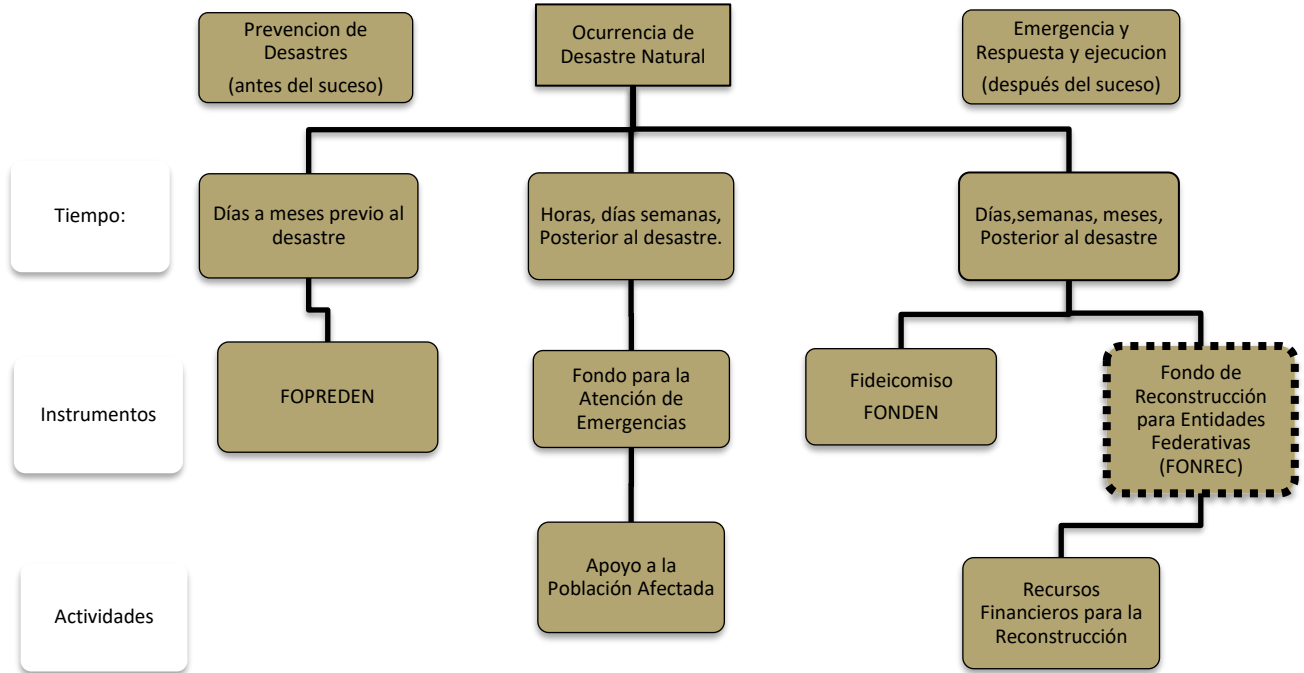 Prevencion de
Desastres
(antes del suceso)
Ocurrencia de
Desastre Natural
Emergencia y
Respuesta y ejecucion
(después del suceso)
Tiempo:
Días a meses previo al
desastre
Horas, días semanas,
Posterior al desastre.
Días,semanas, meses,
Posterior al desastre
Instrumentos
FOPREDEN
Fondo para la
Atención de
Emergencias
Fideicomiso
FONDEN
Fondo de
Reconstrucción
para Entidades
Federativas
(FONREC)
Actividades
Apoyo a la
Población Afectada
Recursos
Financieros para la
Reconstrucción